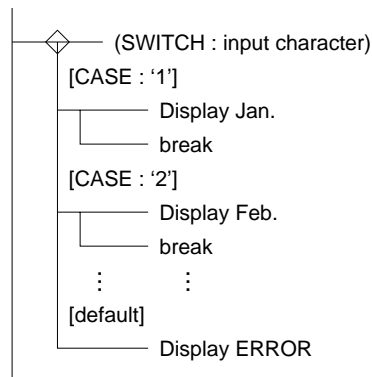 (SWITCH : input character)
[CASE : ‘1’]
Display Jan.
break
[CASE : ‘2’]
Display Feb.
break
⋮ ⋮
[default]
Display ERROR